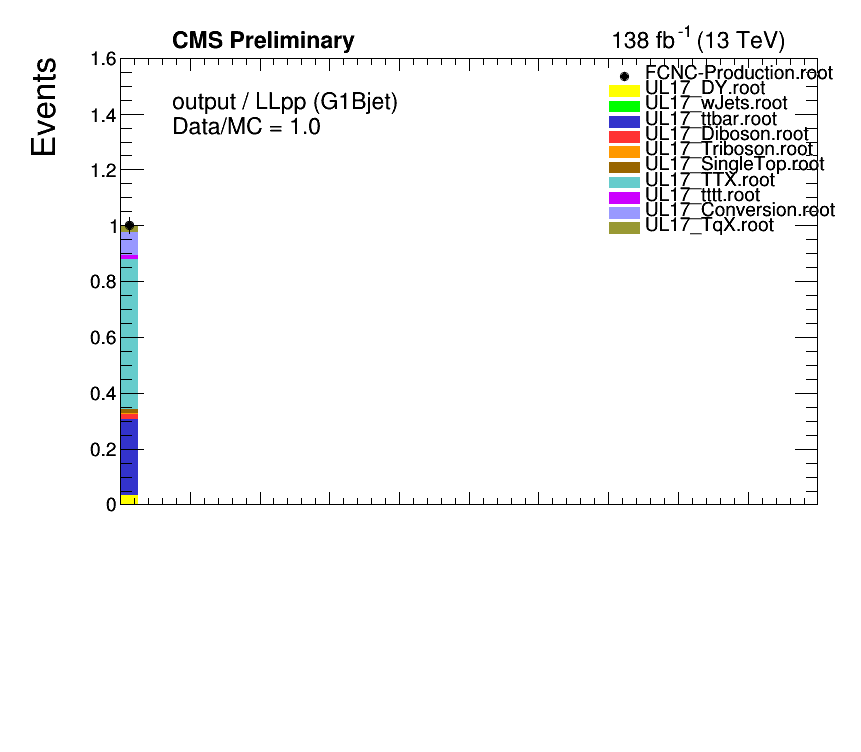 CMS Preliminary
138 fb-1 (13 TeV)
Events
1.6
1.4
1.2
1
0.8
0.6
0.4
0.2
0
output / LLpp (G1Bjet)
Data/MC = 1.0
FCNC-Production.root
UL17_DY.root
UL17_wJets.root
UL17_ttbar.root
UL17_Diboson.root
UL17_Triboson.root
UL17_SingleTop.root
UL17_TTX.root
UL17_tttt.root
UL17_Conversion.root
UL17_TqX.root